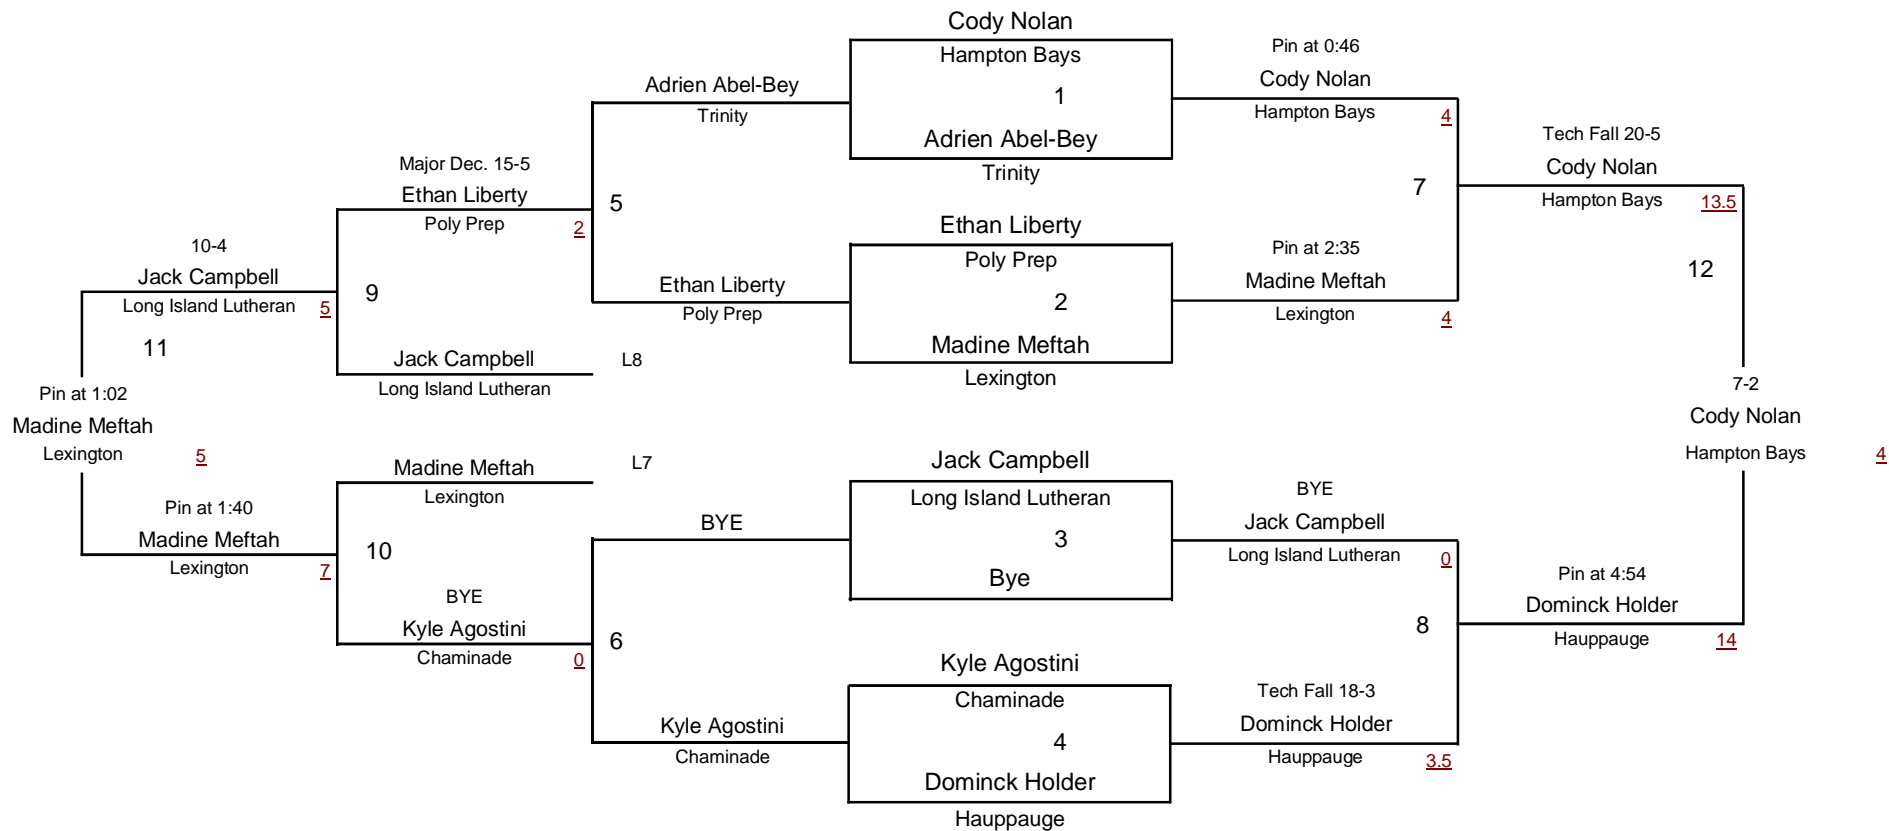 Cody Nolan
Hampton Bays
Pin at 0:46
Cody Nolan
Adrien Abel-Bey
1
Trinity
Hampton Bays
4
Tech Fall 20-5
Adrien Abel-Bey
Major Dec. 15-5
Cody Nolan
Trinity
7
Ethan Liberty
5
Hampton Bays
13.5
Poly Prep
2
Ethan Liberty
10-4
Pin at 2:35
Poly Prep
12
Jack Campbell
Ethan Liberty
Madine Meftah
9
2
Long Island Lutheran
5
Poly Prep
Lexington
4
11
Madine Meftah
Jack Campbell
L8
Lexington
Long Island Lutheran
7-2
Pin at 1:02
Cody Nolan
Madine Meftah
Lexington
5
Hampton Bays
4
Jack Campbell
Madine Meftah
L7
BYE
Lexington
Long Island Lutheran
Pin at 1:40
BYE
Jack Campbell
Madine Meftah
10
3
Long Island Lutheran
0
Lexington
7
Pin at 4:54
Bye
BYE
Dominck Holder
Kyle Agostini
6
8
Hauppauge
14
Chaminade
0
Kyle Agostini
Tech Fall 18-3
Chaminade
Kyle Agostini
Dominck Holder
4
Chaminade
Hauppauge
3.5
Dominck Holder
Hauppauge